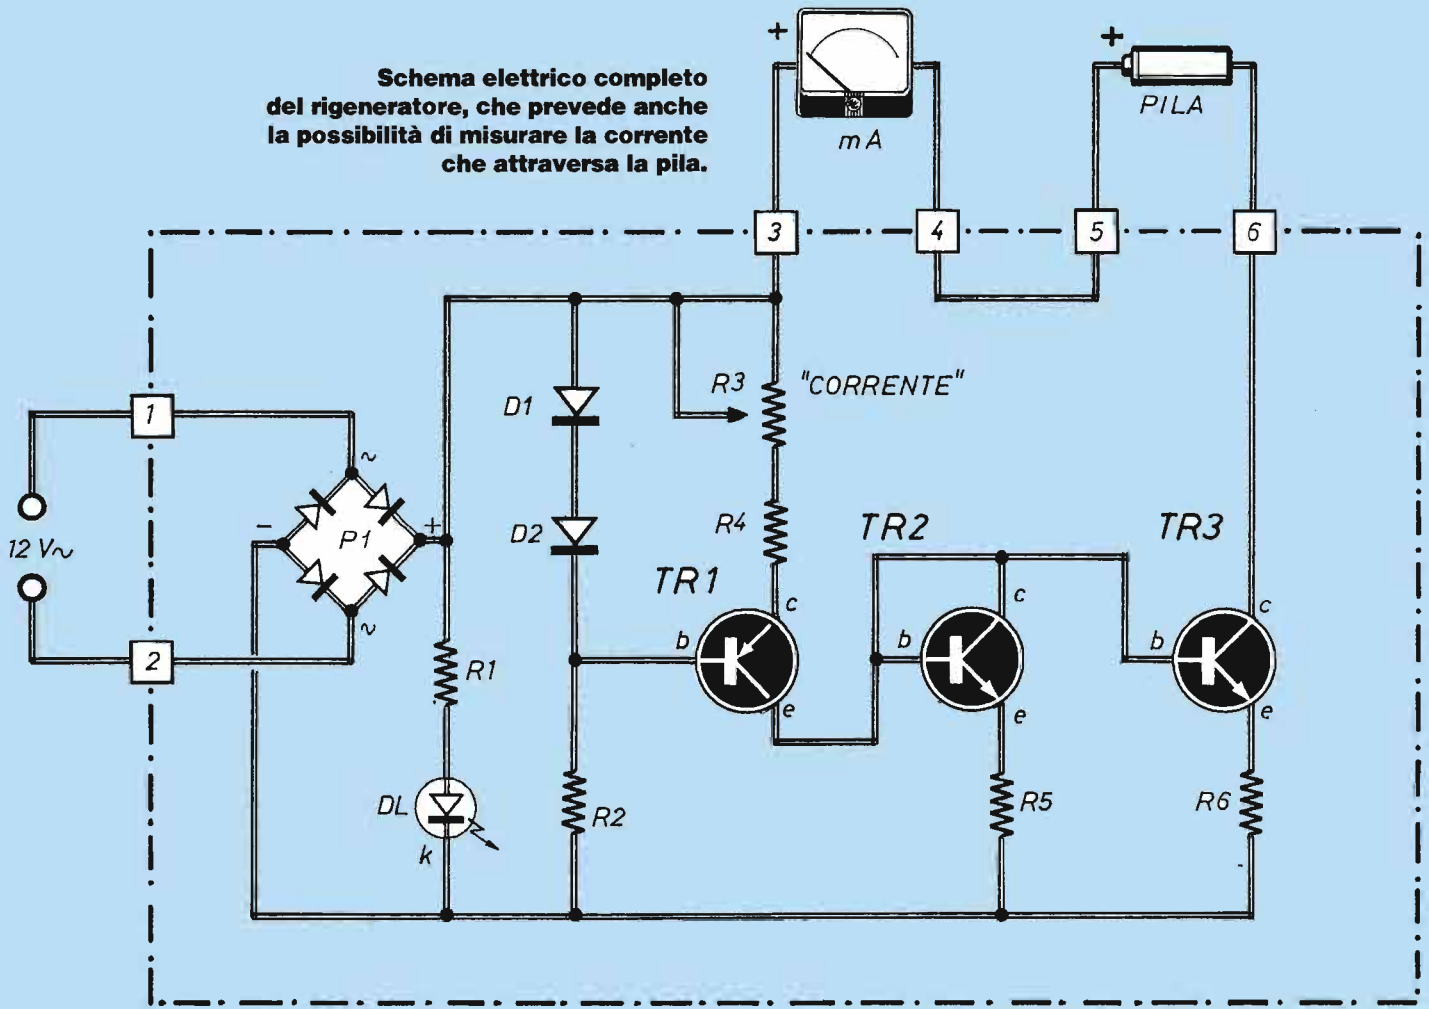 Schema elettrico completo
del rigeneratore, che prevede anche
la possibilità di misurare la corrente
che attraversa la pila.
+
mA
+
PILA
3
4
5
6
1
2
12 V~
~
~
-
+
P1
R1
DL
k
D1
D2
R2
R3
"CORRENTE"
R4
TR1
b
c
e
TR2
b
c
e
R5
TR3
b
c
e
R6